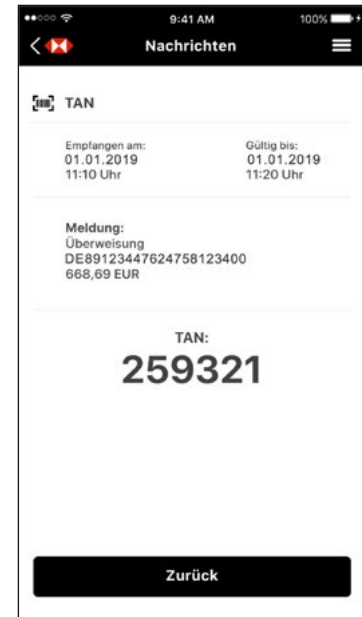 9:41 AM 100%
Nachrichten
TAN
Empfangen am: Gültig bis:
01.01.2019 01.01.2019
11:10 Uhr 11:20 Uhr
Meldung:
Überweisung
DE89123447624758123400
668,69 EUR
TAN:
259321
Zurück